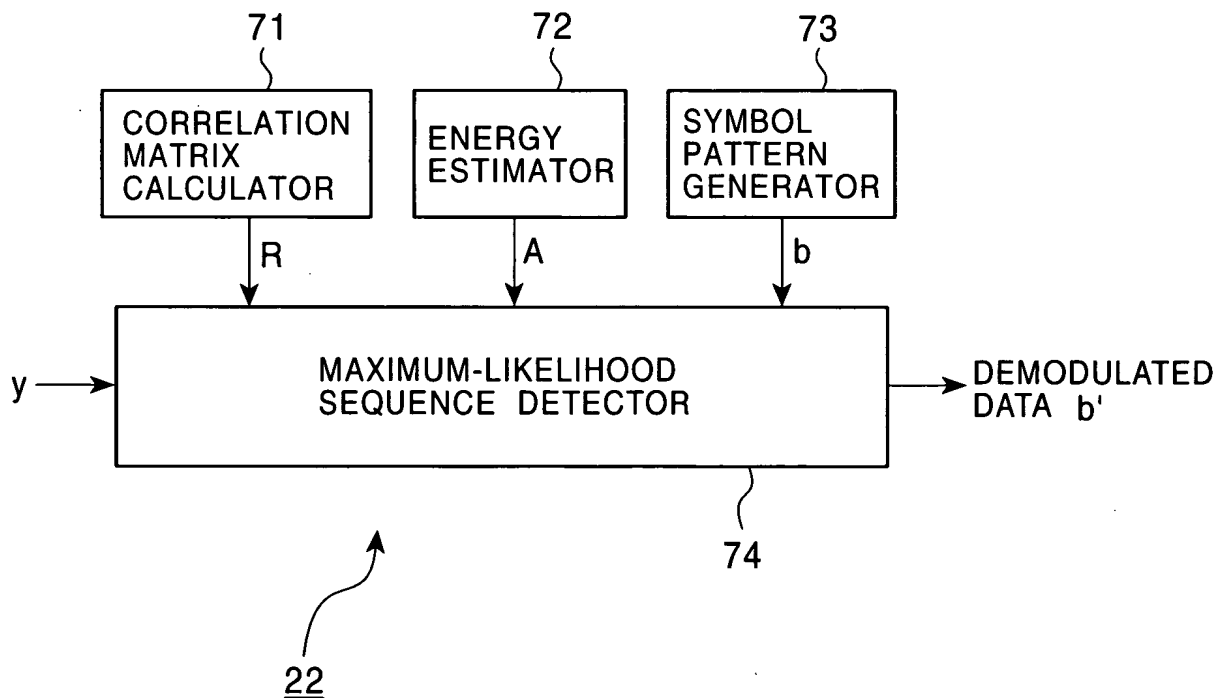 71
72
73
CORRELATION
MATRIX
CALCULATOR
ENERGY
ESTIMATOR
SYMBOL
PATTERN
GENERATOR
R
A
b
y
MAXIMUM-LIKELIHOOD
SEQUENCE DETECTOR
DEMODULATED
DATA b'
74
22